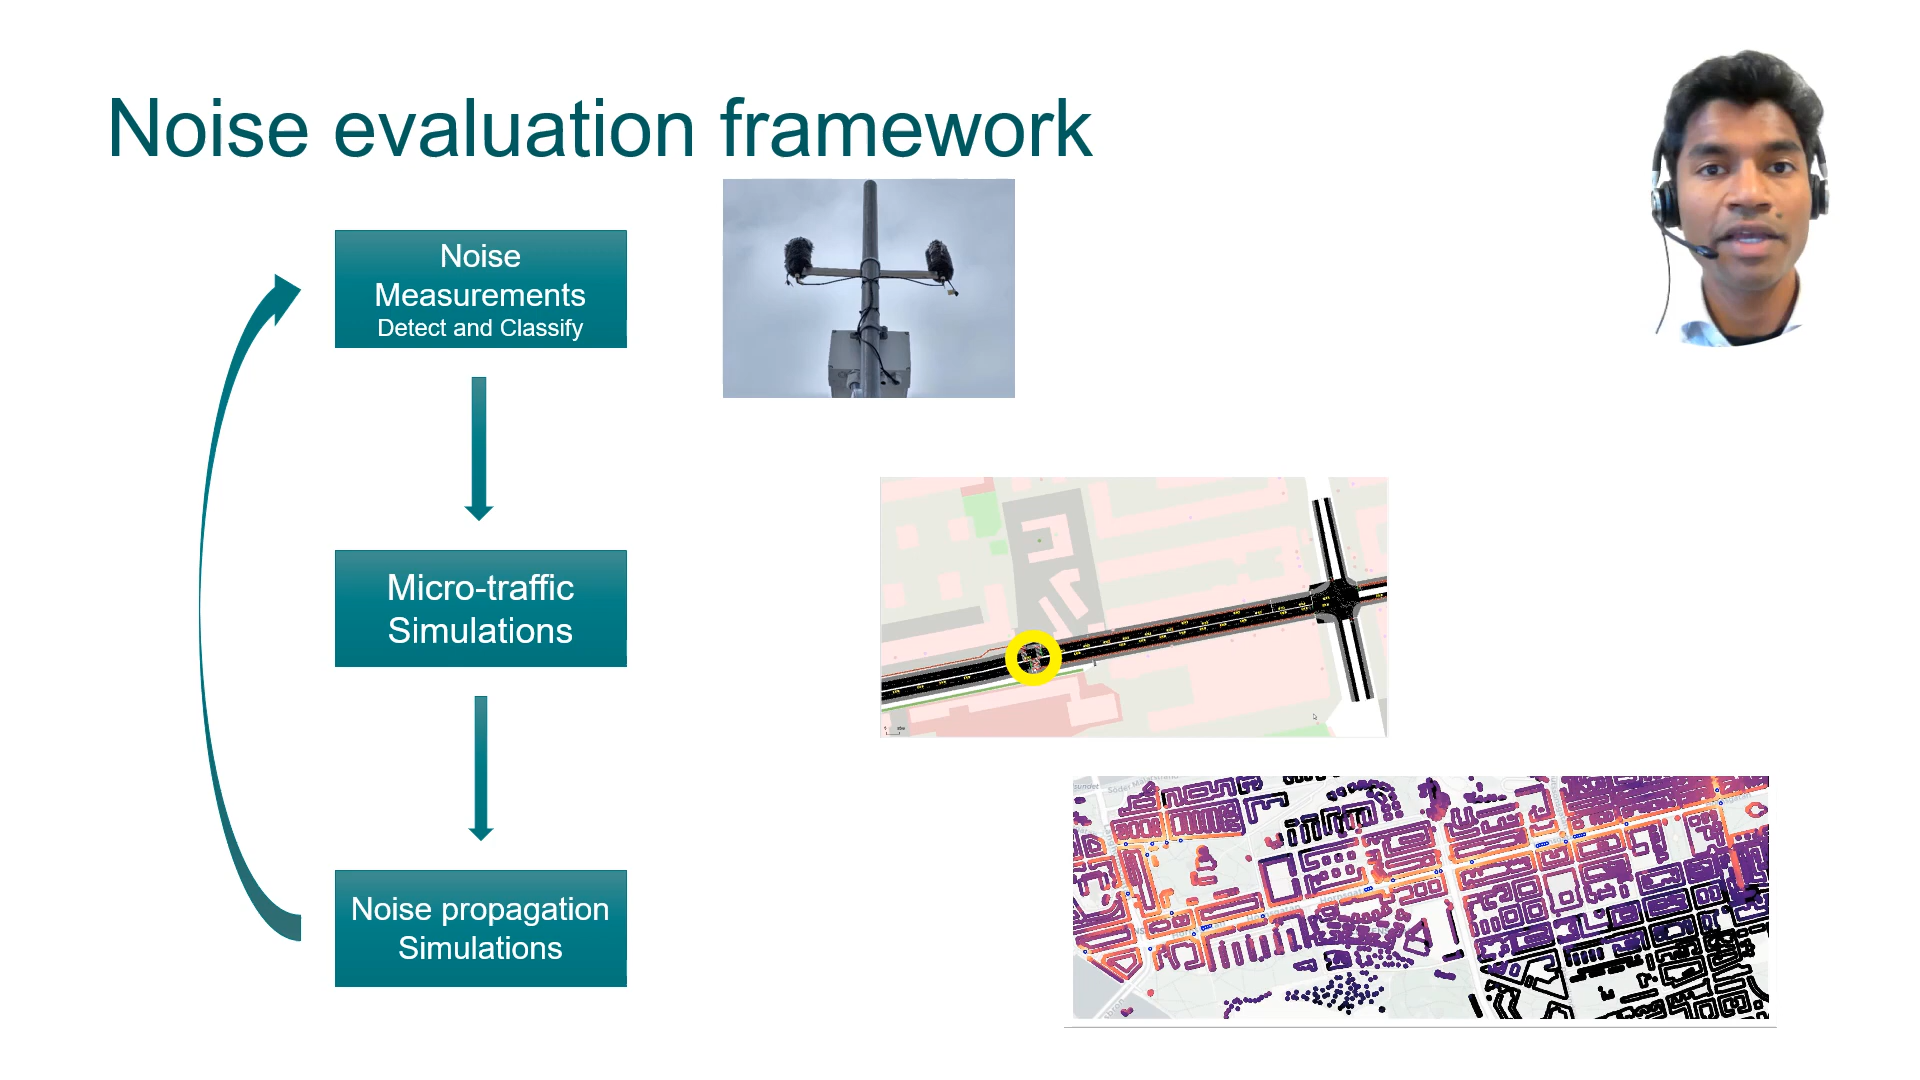 Noise evaluation framework
Noise
Measurements
Detect and Classify
Micro-traffic
Simulations
Noise propagation
Simulations